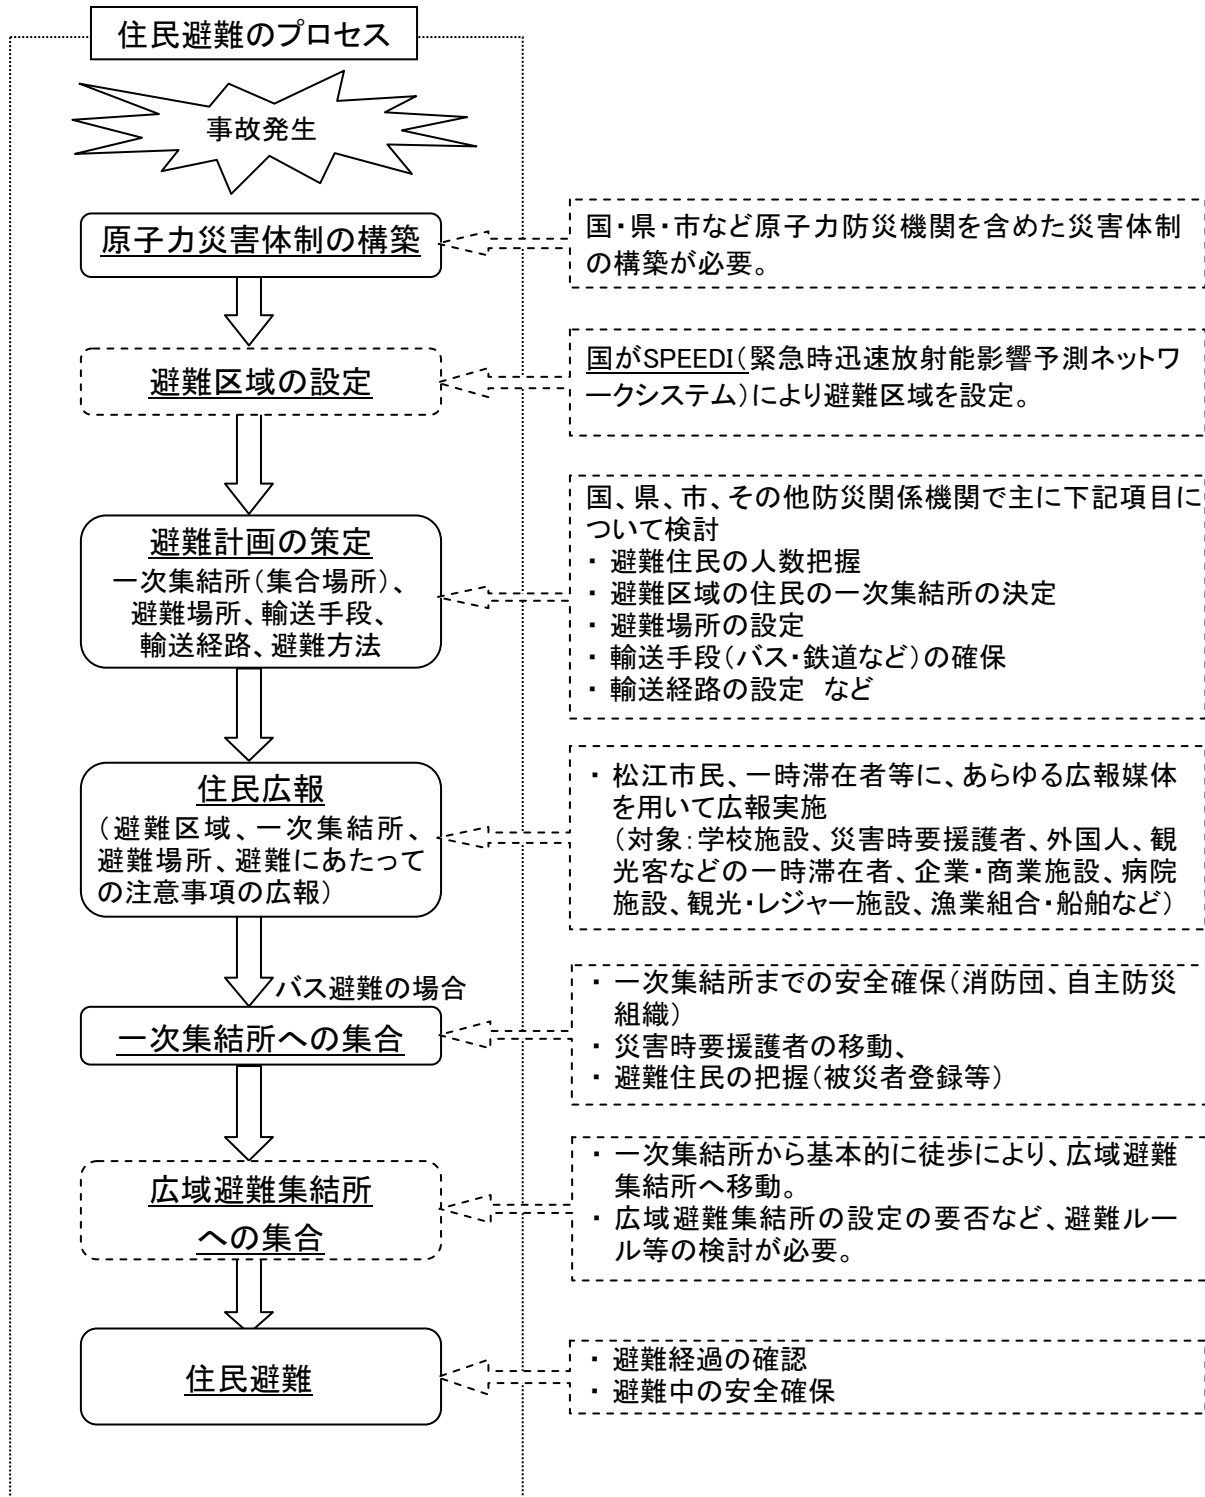 住民避難のプロセス
事故発生
原子力災害体制の構築
国・県・市など原子力防災機関を含めた災害体制
の構築が必要。
避難区域の設定
国がSPEEDI(緊急時迅速放射能影響予測ネットワ
ークシステム)により避難区域を設定。
避難計画の策定
一次集結所(集合場所)、
避難場所、輸送手段、
輸送経路、避難方法
国、県、市、その他防災関係機関で主に下記項目に
ついて検討
・ 避難住民の人数把握
・ 避難区域の住民の一次集結所の決定
・ 避難場所の設定
・ 輸送手段(バス・鉄道など)の確保
・ 輸送経路の設定 など
住民広報
(避難区域、一次集結所、
避難場所、避難にあたって
の注意事項の広報)
・ 松江市民、一時滞在者等に、あらゆる広報媒体
を用いて広報実施
(対象:学校施設、災害時要援護者、外国人、観
光客などの一時滞在者、企業・商業施設、病院
施設、観光・レジャー施設、漁業組合・船舶など)
バス避難の場合
一次集結所への集合
・ 一次集結所までの安全確保(消防団、自主防災
組織)
・ 災害時要援護者の移動、
・ 避難住民の把握(被災者登録等)
広域避難集結所
への集合
・ 一次集結所から基本的に徒歩により、広域避難
集結所へ移動。
・ 広域避難集結所の設定の要否など、避難ルー
ル等の検討が必要。
住民避難
・ 避難経過の確認
・ 避難中の安全確保